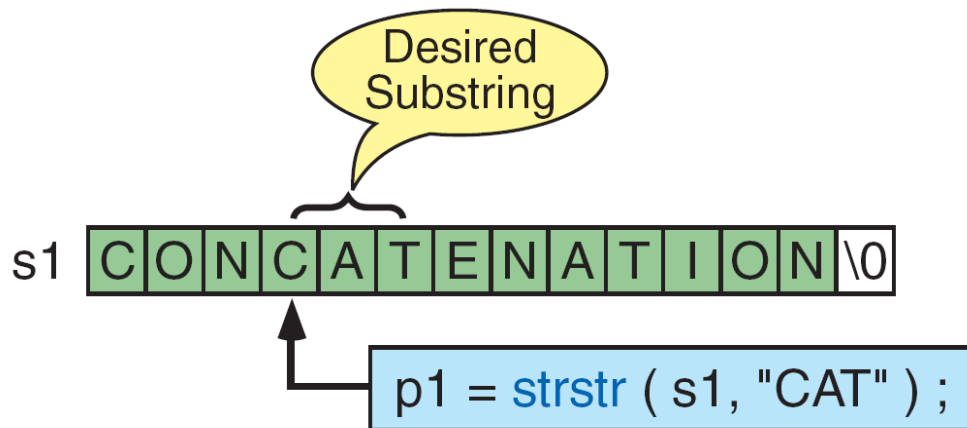 Desired
Substring
s1 C O N C A T E N A T I O N \0
p1 = strstr ( s1, "CAT" ) ;